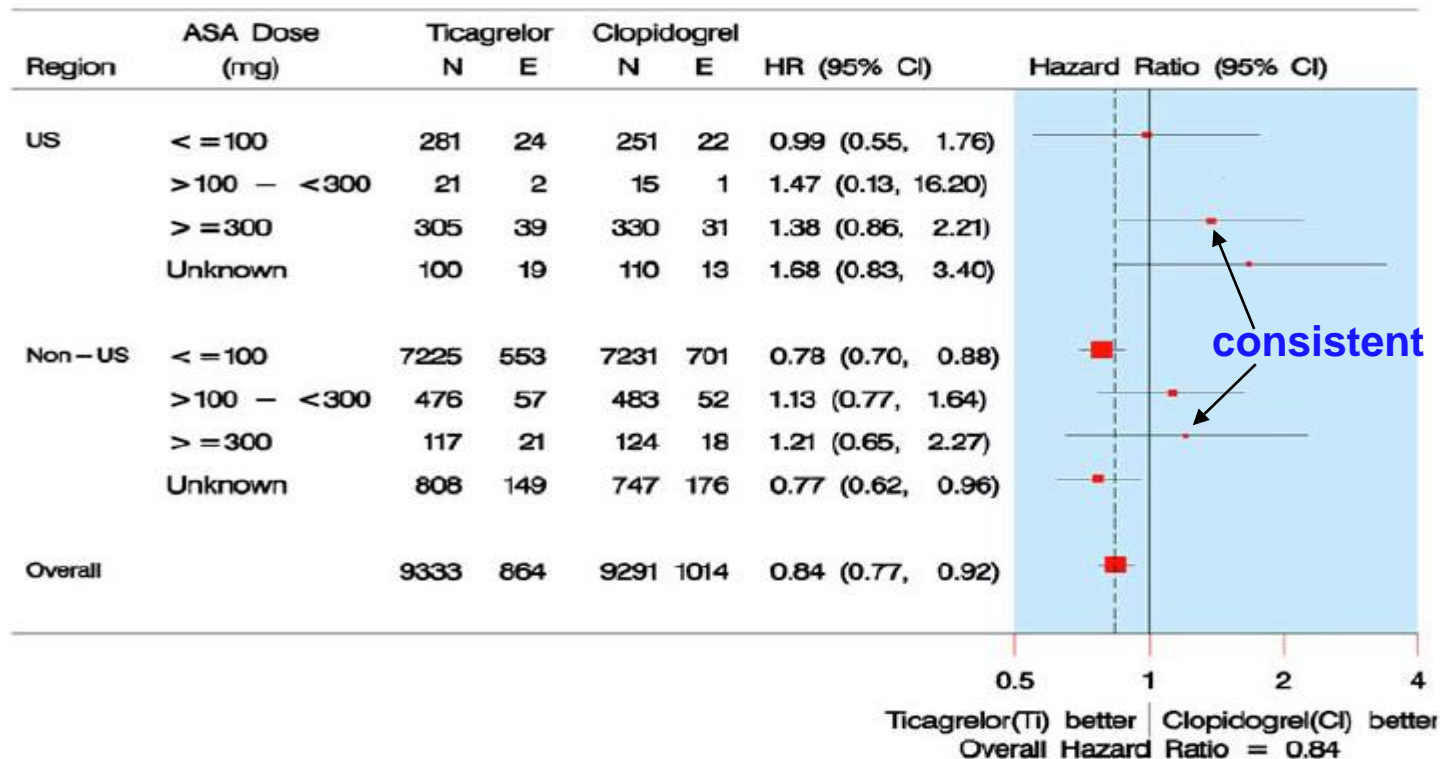 ASA Dose Ticagrelor Clopidogrel
Region (mg) N E N E HR (95% CI) Hazard Ratio (95% CI)
US <=100 281 24 251 22 0.99 (0.55, 1.76)
>100 – <300 21 2 15 1 1.47 (0.13, 16.20)
>=300 305 39 330 31 1.38 (0.86, 2.21)
Unknown 100 19 110 13 1.68 (0.83, 3.40)
consistent
Non–US <=100 7225 553 7231 701 0.78 (0.70, 0.88)
>100 – <300 476 57 483 52 1.13 (0.77, 1.64)
>=300 117 21 124 18 1.21 (0.65, 2.27)
Unknown 808 149 747 176 0.77 (0.62, 0.96)
Overall 9333 864 9291 1014 0.84 (0.77, 0.92)
0.5 1 2 4
Ticagrelor(Ti) better Clopidogrel(Cl) better
Overall Hazard Ratio = 0.84